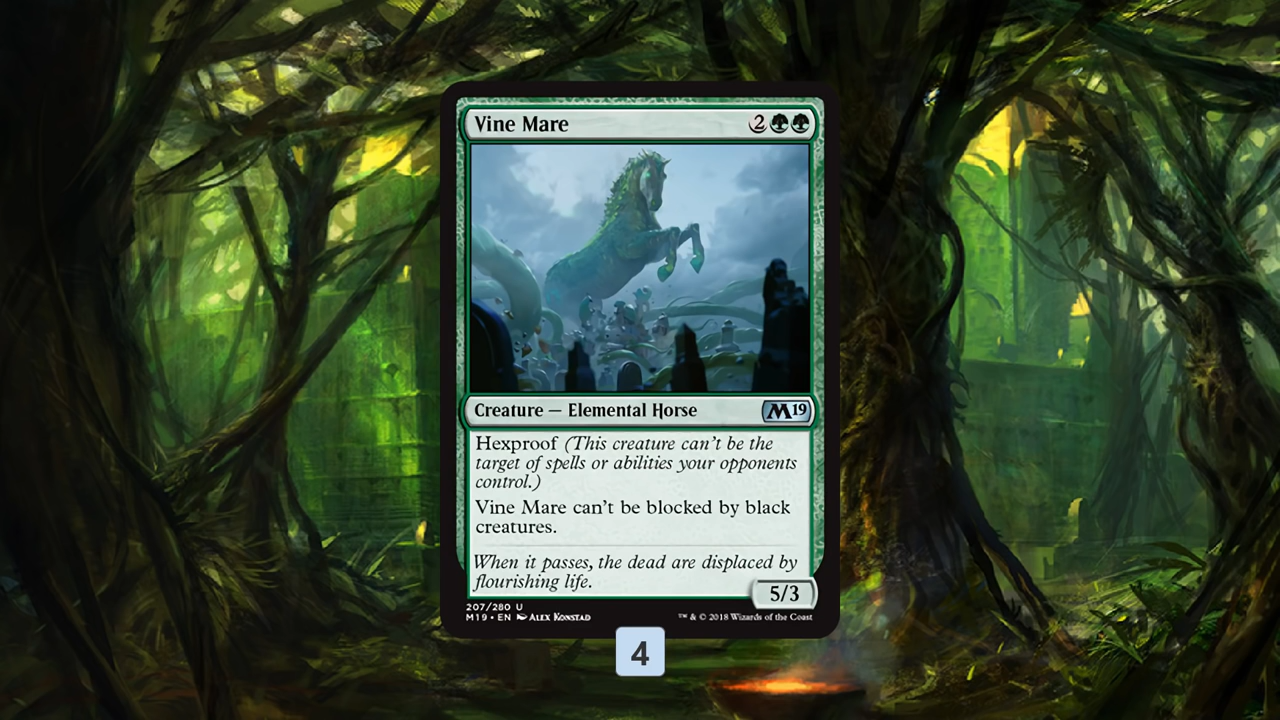 Vine Mare 2
Creature — Elemental Horse M19
Hexproof (This creature can't be the
target of spells or abilities your opponents
control.)
Vine Mare can't be blocked by black
creatures.
When it passes, the dead are displaced by
flourishing life.
5/3
207/280 U
M19 • EN ALEX KONSTAD ™ & © 2018 Wizards of the Coast
4